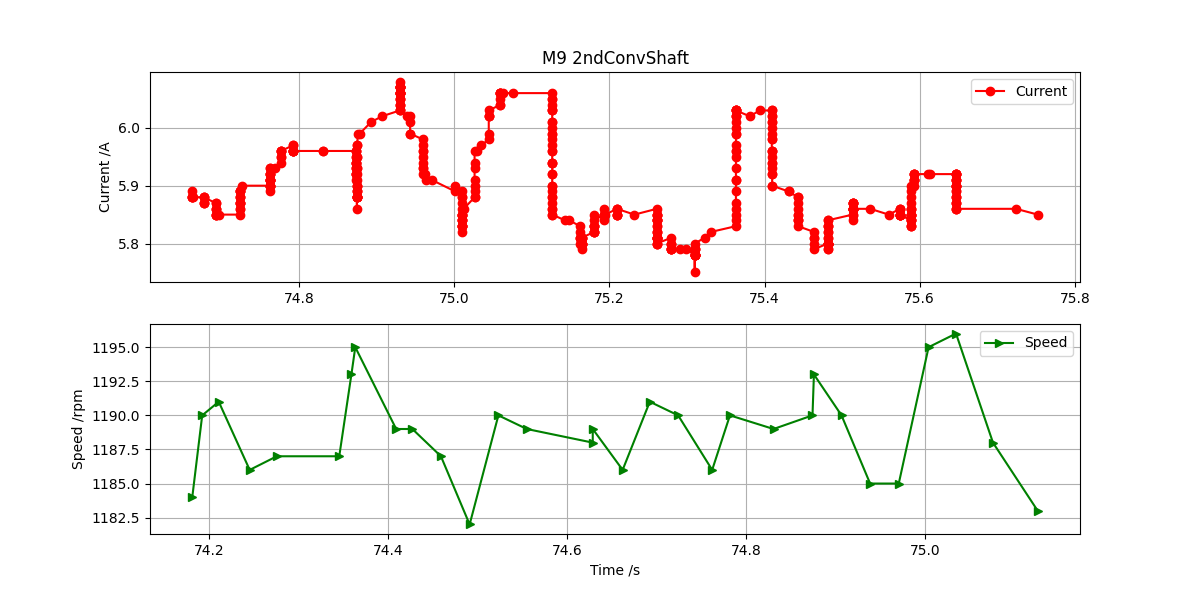 M9 2ndConvShaft
Current
6.0
5.9
5.8
Current /A
74.8 75.0 75.2 75.4 75.6 75.8
Speed
1195.0
1192.5
1190.0
1187.5
1185.0
1182.5
Speed /rpm
74.2 74.4 74.6 74.8 75.0
Time /s